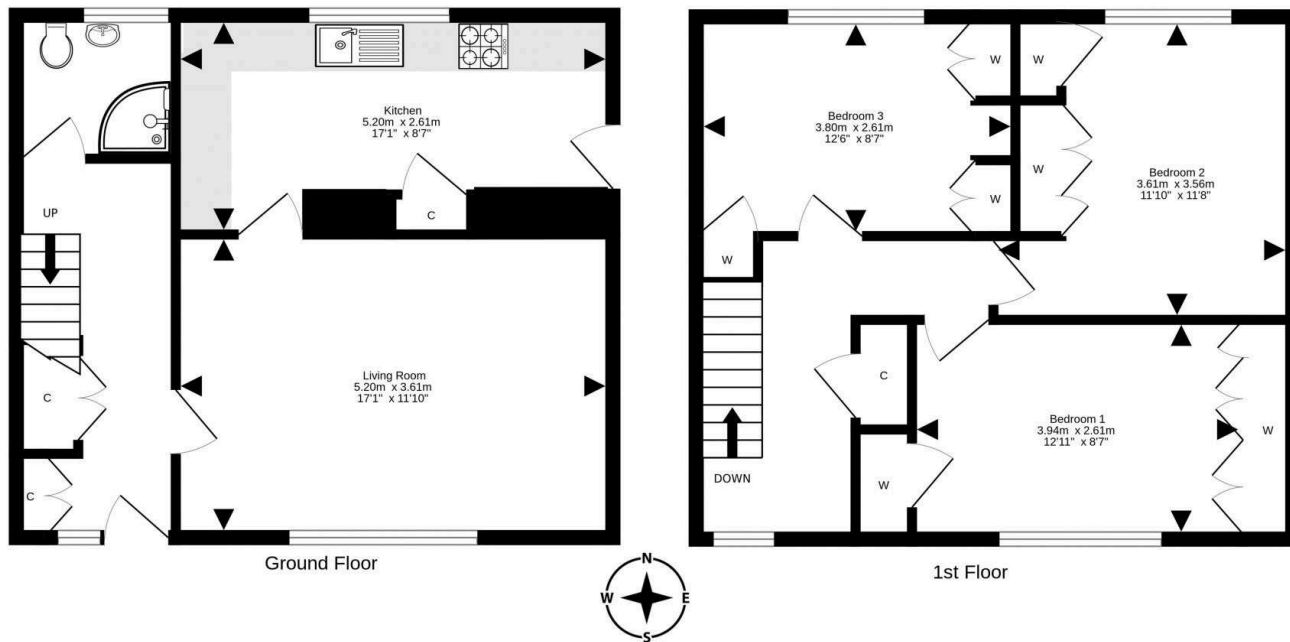 Kitchen
5.20m x 2.61m
17'1" x 8'7"
C
UP
Living Room
5.20m x 3.61m
17'1" x 11'10"
C
C
Ground Floor
Bedroom 3
3.80m x 2.61m
12'6" x 8'7"
W
W
W
W
W
Bedroom 2
3.61m x 3.56m
11'10" x 11'8"
C
Bedroom 1
3.94m x 2.61m
12'11" x 8'7"
W
W
DOWN
1st Floor
N
W
E
S